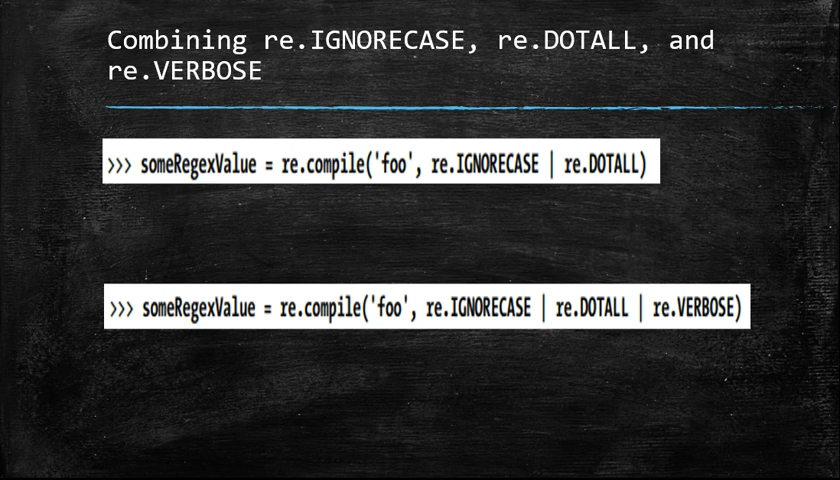 Combining re.IGNORECASE, re.DOTALL, and
re.VERBOSE
>>> someRegexValue = re.compile('foo', re.IGNORECASE | re.DOTALL)
>>> someRegexValue = re.compile('foo', re.IGNORECASE | re.DOTALL | re.VERBOSE)